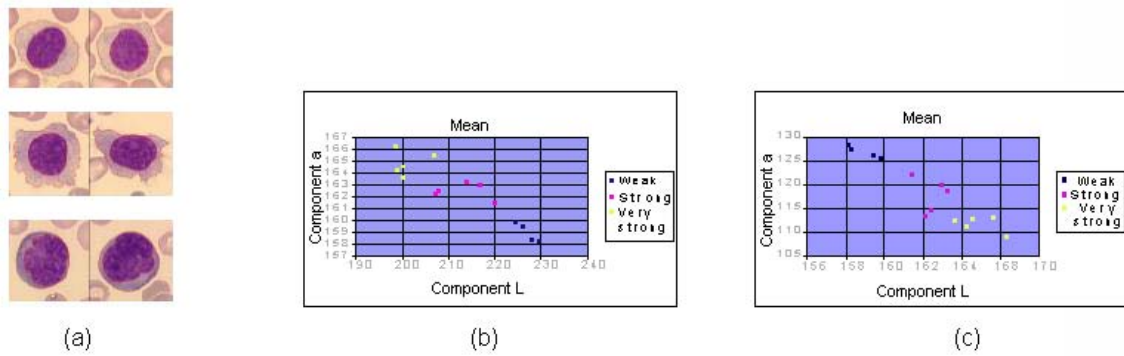 Mean
Component a
167
166
165
164
163
162
161
160
159
158
157
190 200 210 220 230 240
Component L
Weak
Strong
Very
strong
Mean
Component a
130
125
120
115
110
105
156 158 160 162 164 166 168 170
Component L
Weak
Strong
Very
strong
(a)
(b)
(c)